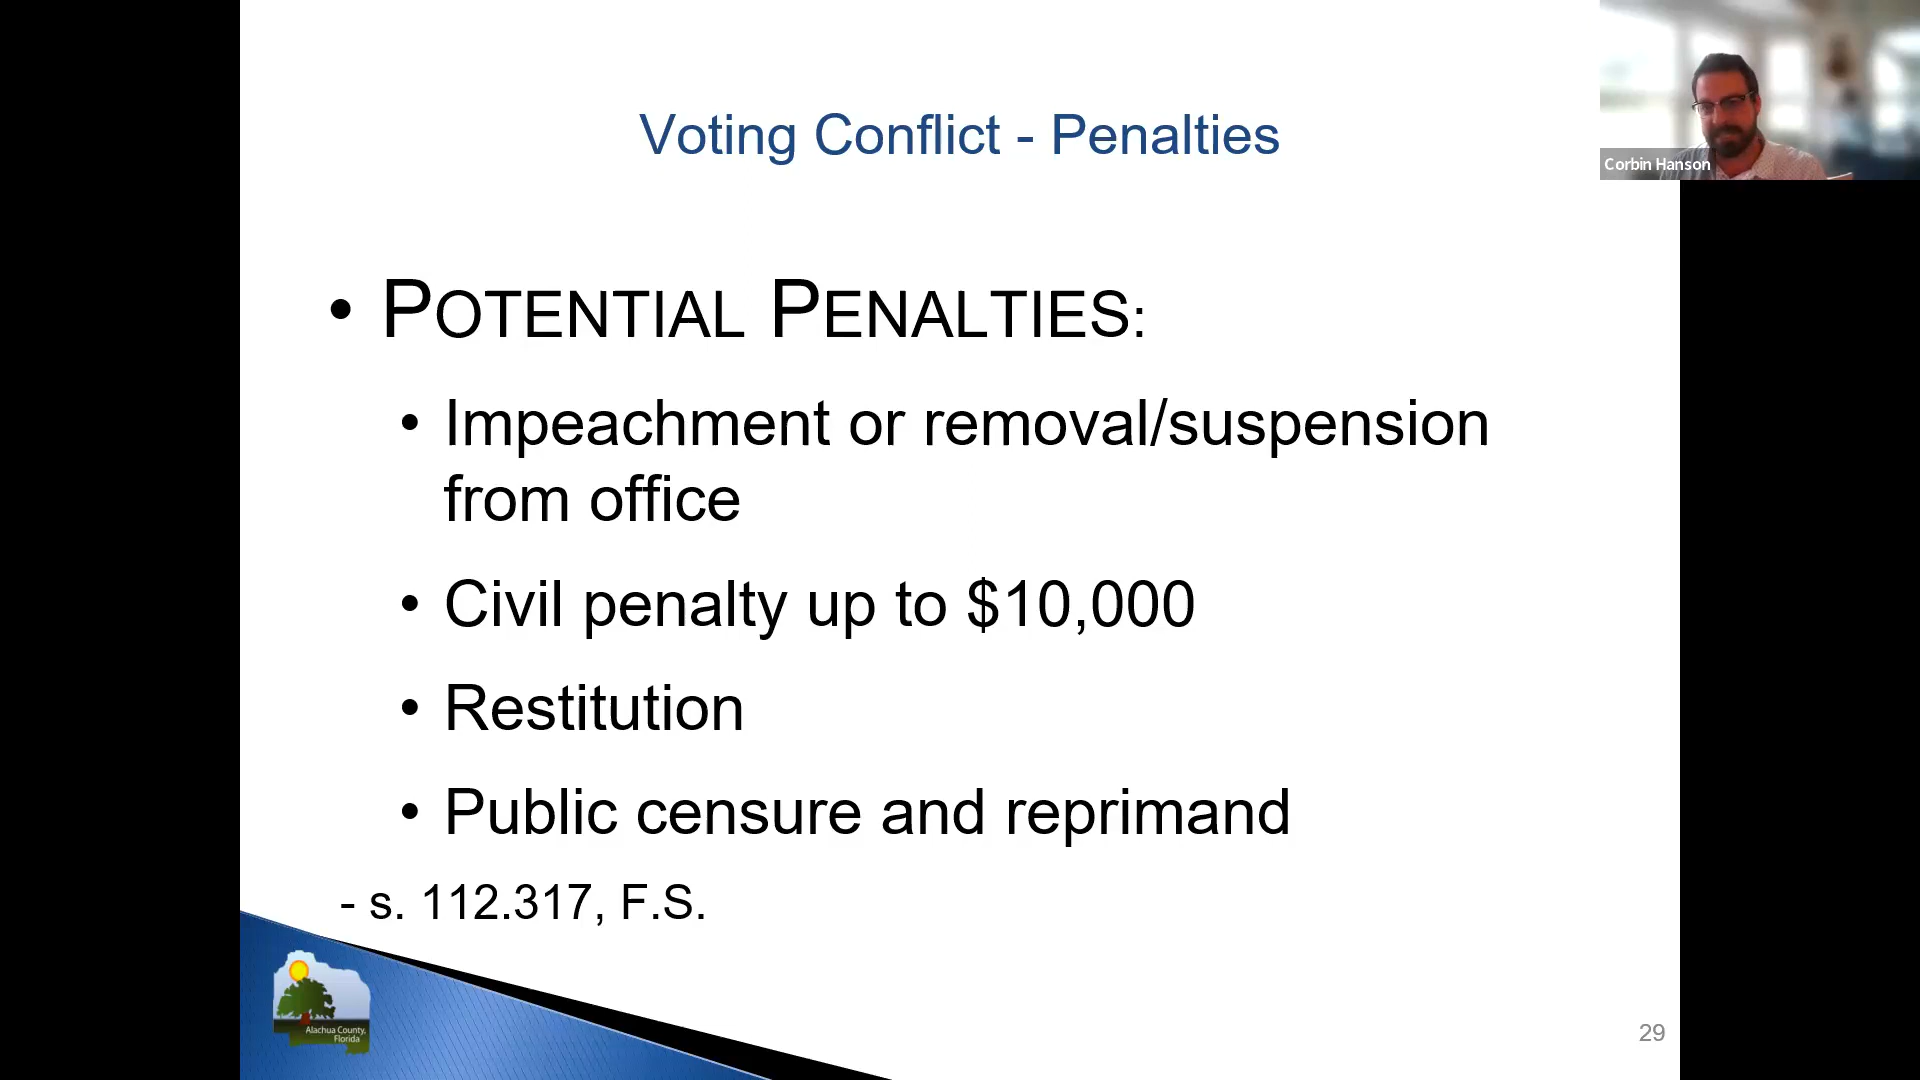 Voting Conflict - Penalties
Corbin Hanson
• POTENTIAL PENALTIES:
• Impeachment or removal/suspension
from office
• Civil penalty up to $10,000
• Restitution
• Public censure and reprimand
- s. 112.317, F.S.
Alachua County,
Florida
29